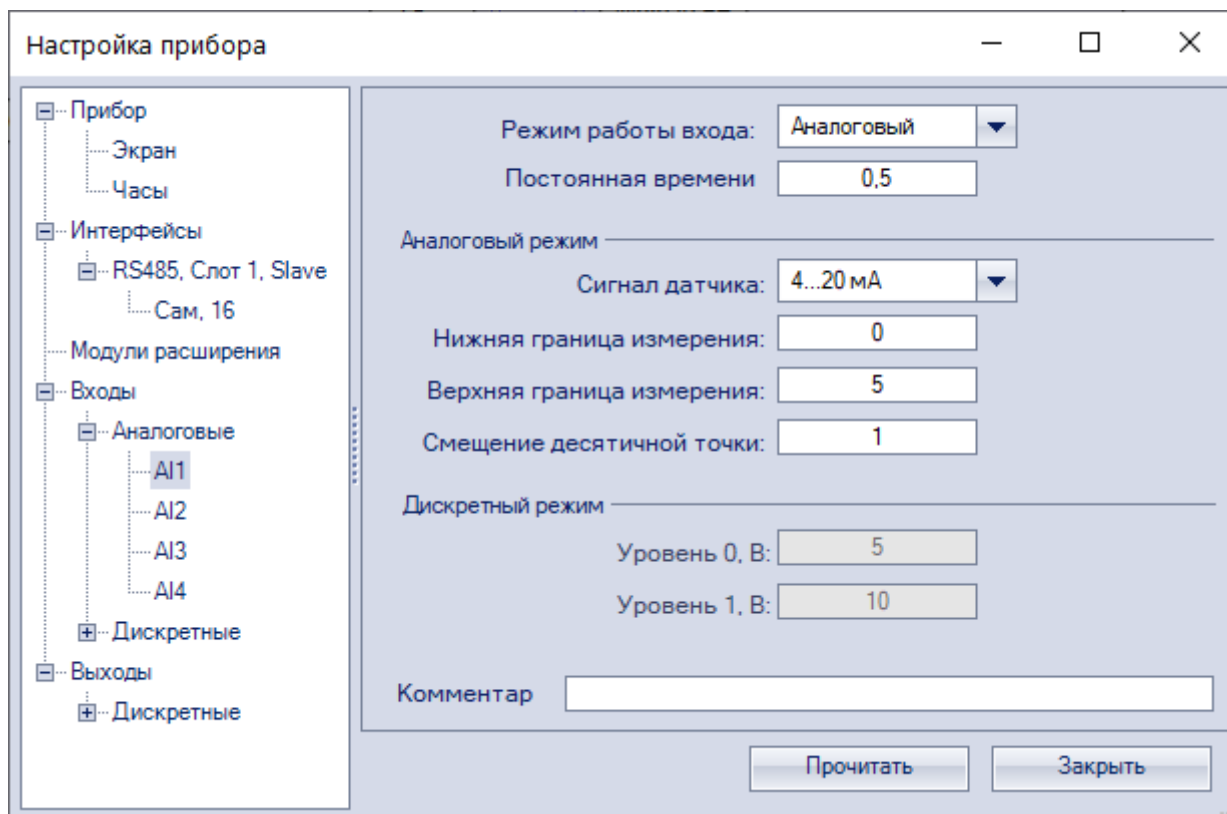 Настройка прибора
Прибор
Экран
Часы
Интерфейсы
RS485, Слот 1, Slave
Сам, 16
Модули расширения
Входы
Аналоговые
AI1
AI2
AI3
AI4
Дискретные
Выходы
Дискретные
Режим работы входа: Аналоговый
Постоянная времени 0,5
Аналоговый режим
Сигнал датчика: 4...20 мА
Нижняя граница измерения: 0
Верхняя граница измерения: 5
Смещение десятичной точки: 1
Дискретный режим
Уровень 0, В: 5
Уровень 1, В: 10
Комментар
Прочитать Закрыть